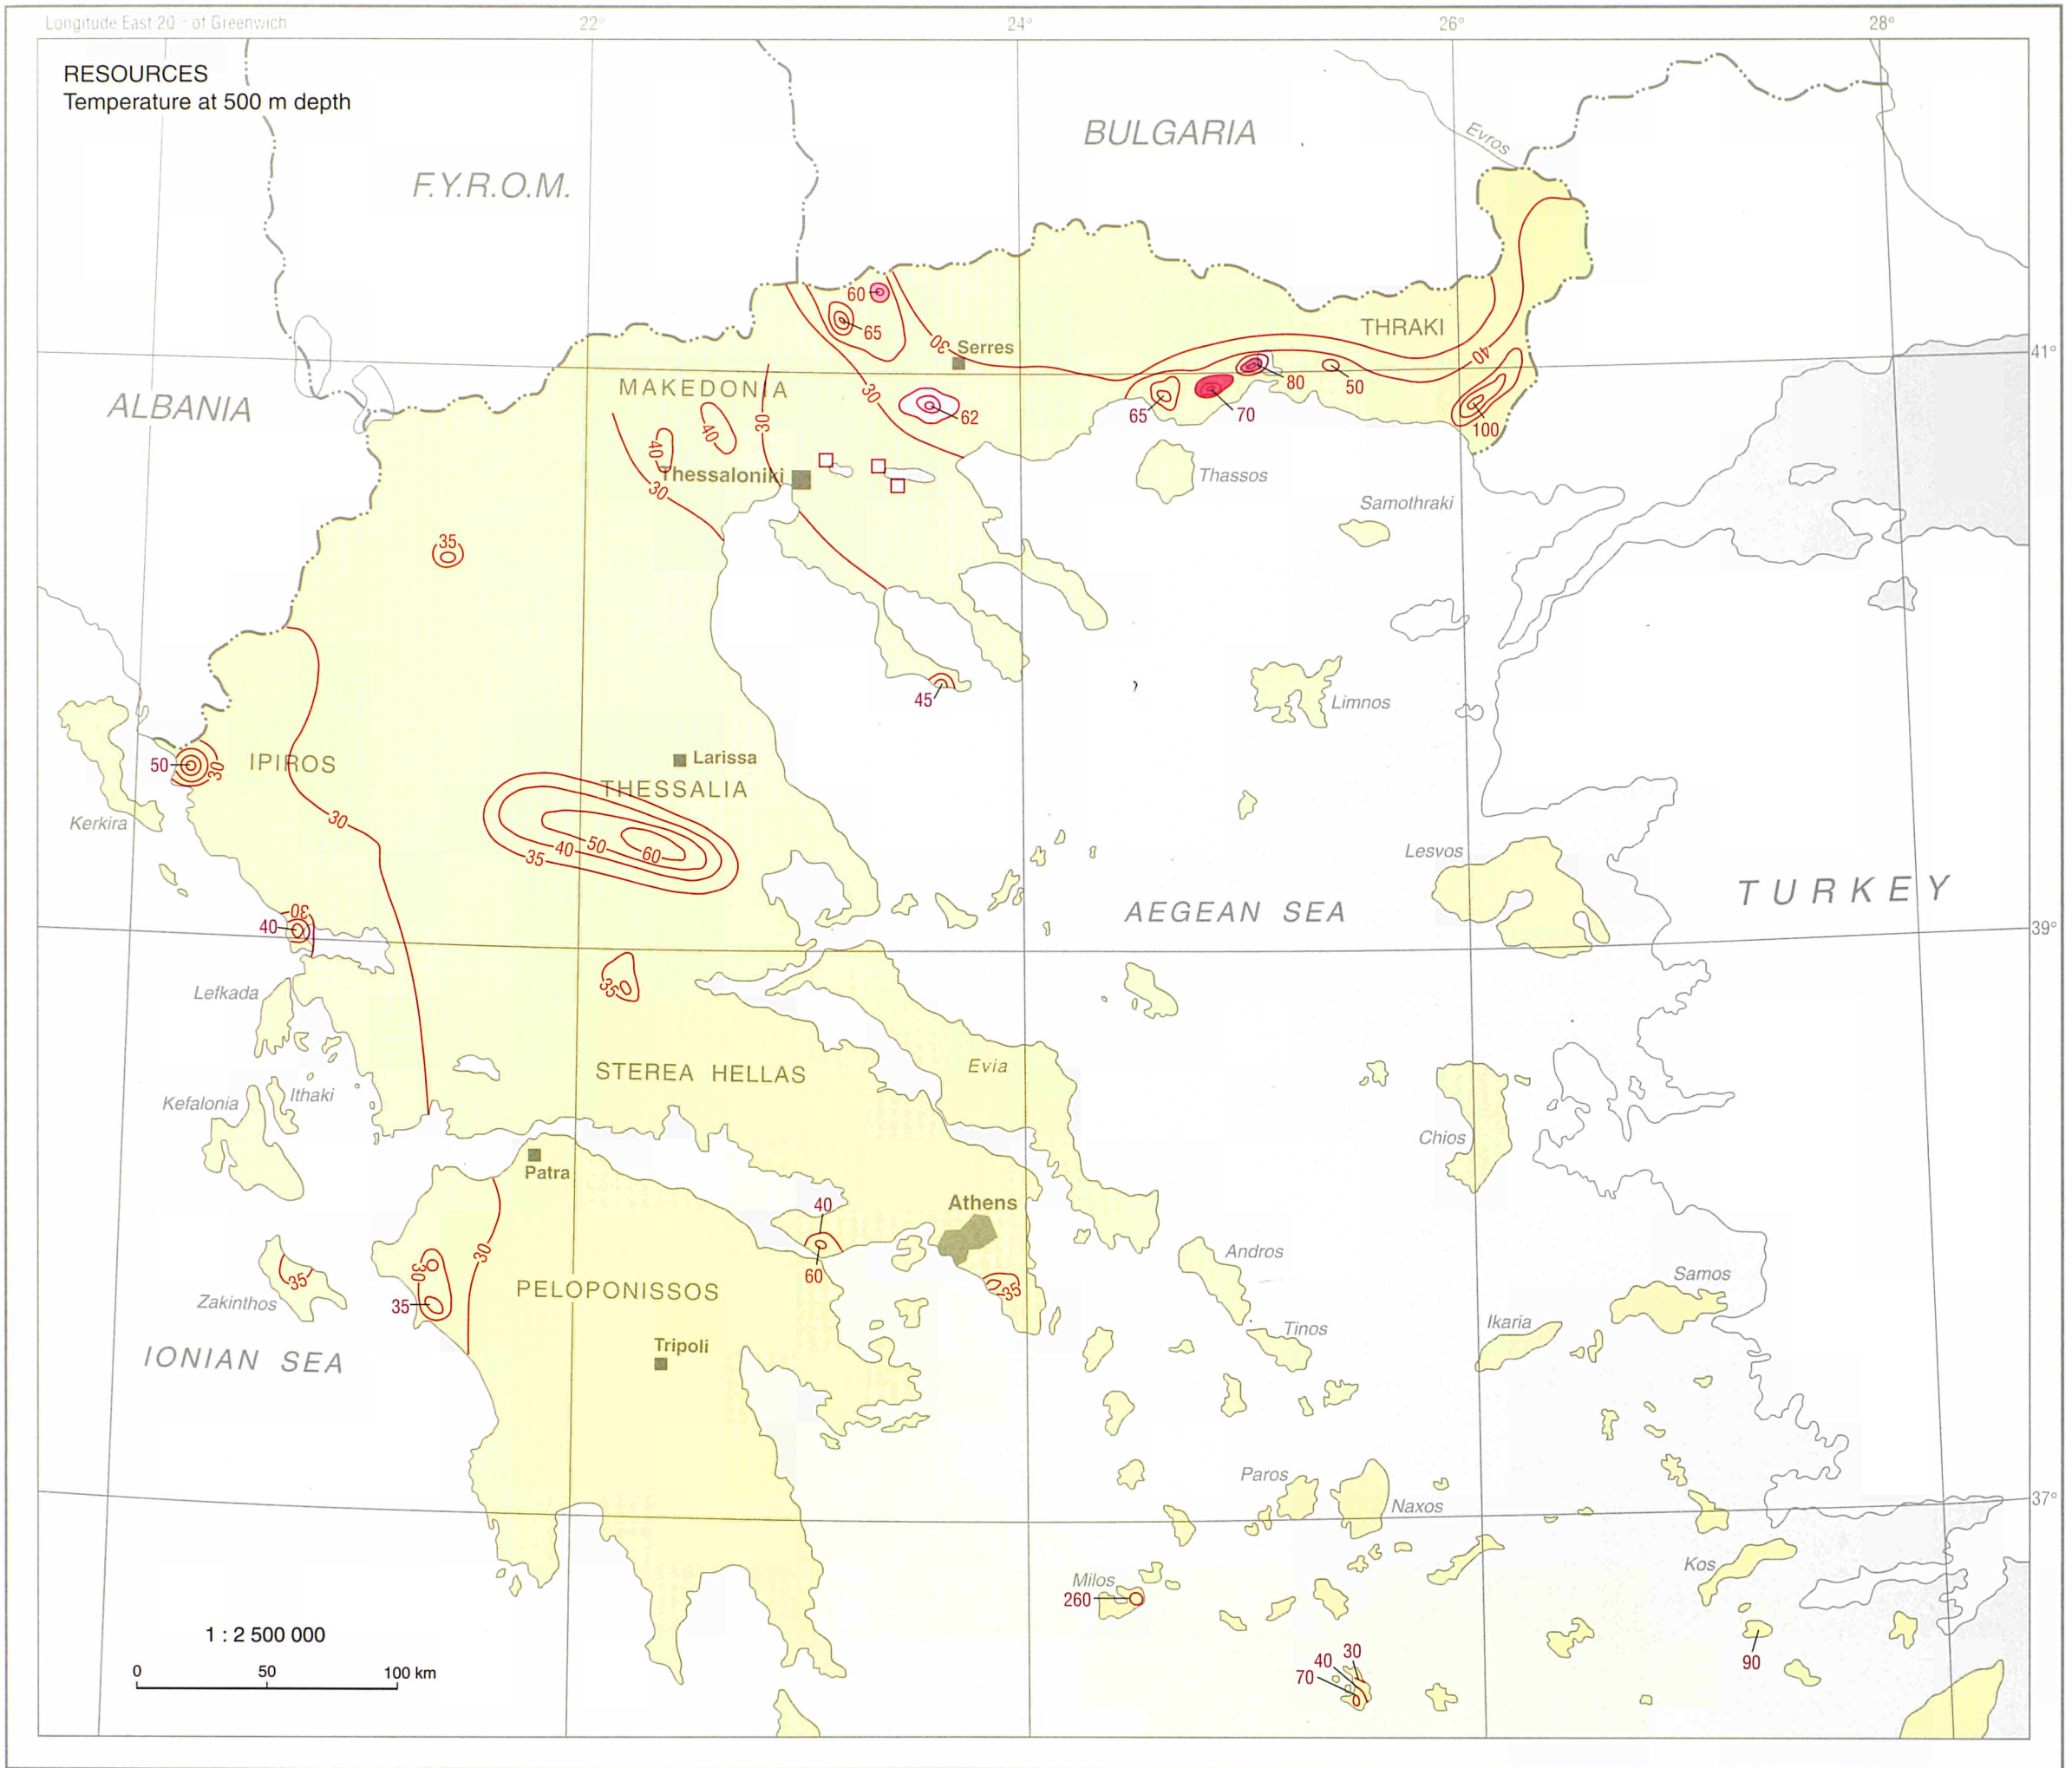 Longitude East 20° of Greenwich
22°
24°
26°
28°
RESOURCES
Temperature at 500 m depth
BULGARIA
Evros
F.Y.R.O.M.
60
65
30
Serres
THRAKI
40
41°
ALBANIA
MAKEDONIA
30
30
62
65
70
80
50
100
40
40
Thessaloniki
30
Thassos
Samothraki
35
45
Limnos
50
30
IPIROS
Larissa
THESSALIA
Kerkira
30
35
40
50
60
Lesvos
TURKEY
AEGEAN SEA
30
40
39°
Lefkada
35
STEREA HELLAS
Evia
Kefalonia
Ithaki
Chios
Patra
Athens
40
60
35
30
30
35
35
Zakinthos
PELOPONISSOS
Andros
Samos
Tinos
Ikaria
IONIAN SEA
Tripoli
Paros
Naxos
37°
Milos
260
Kos
1 : 2 500 000
0
50
100 km
30
40
70
90